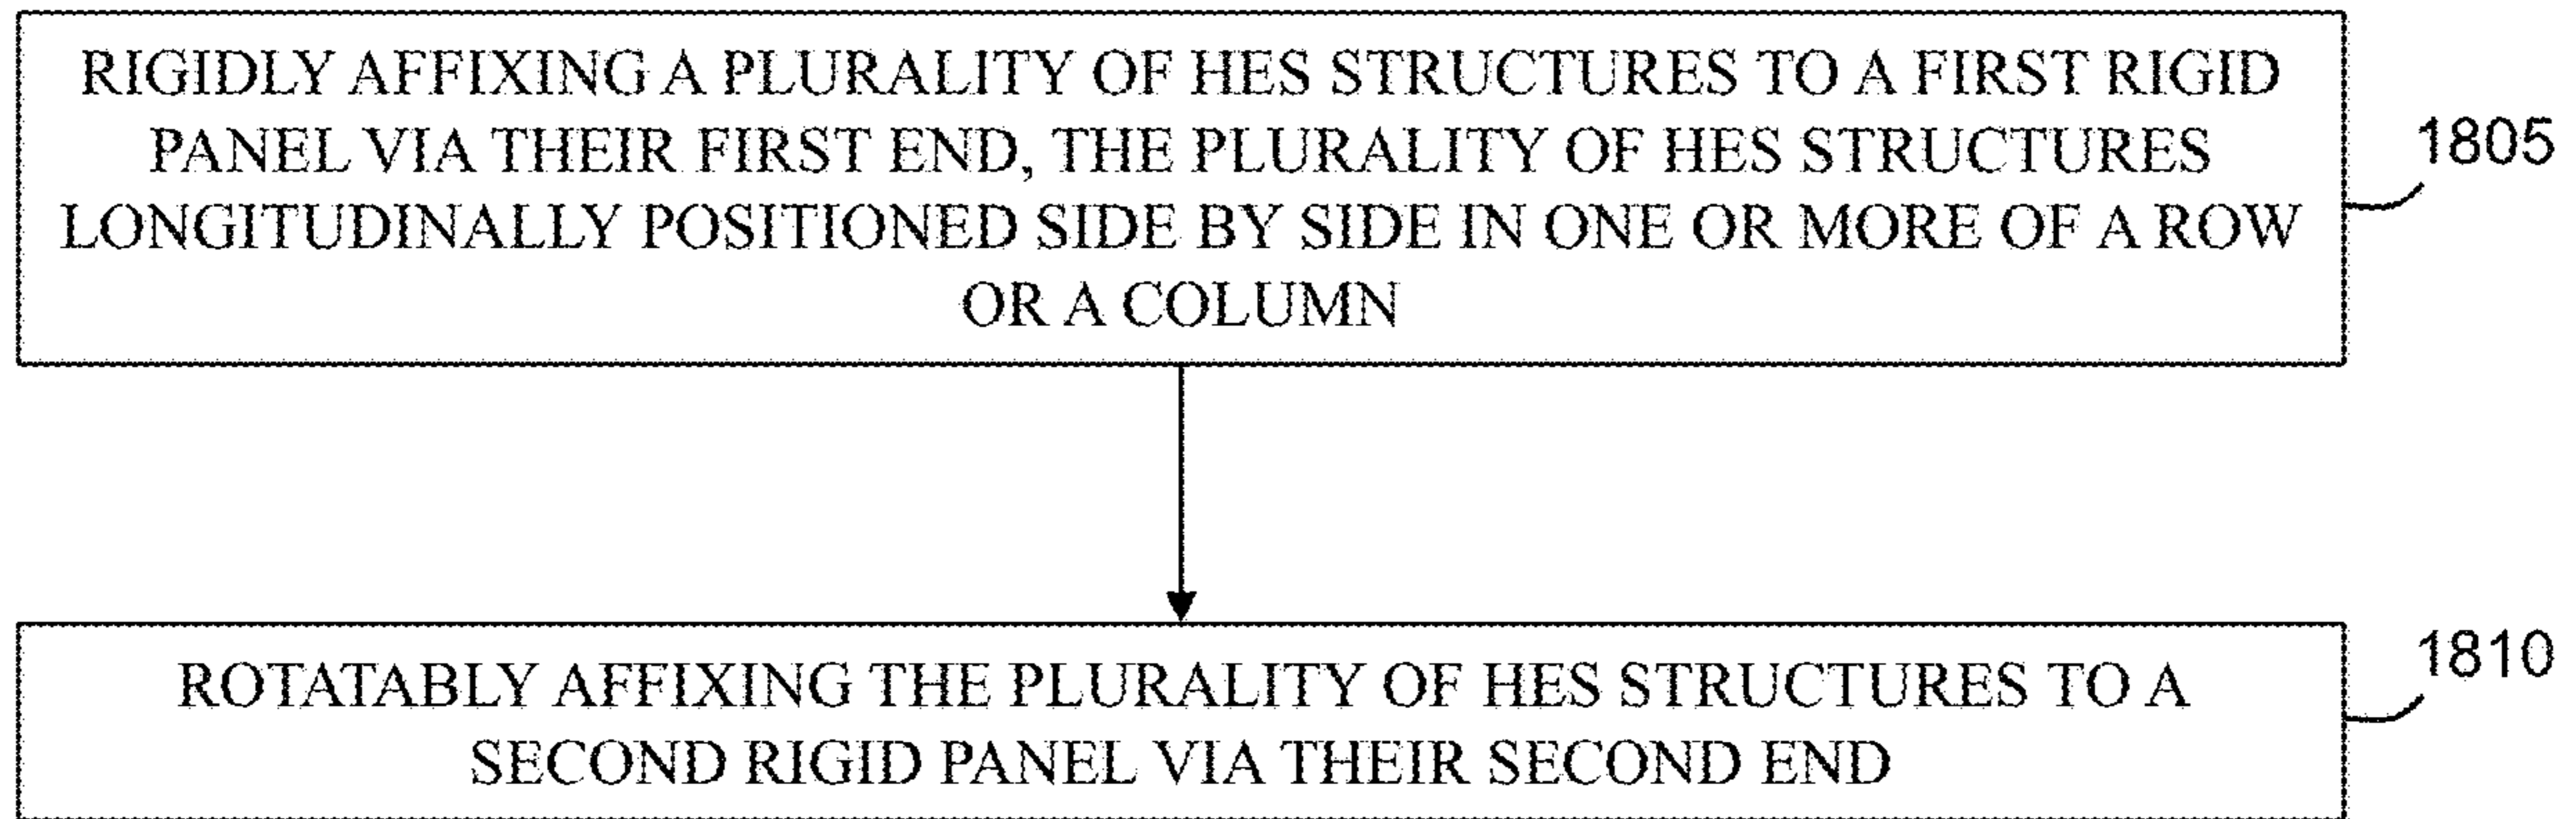 RIGIDLY AFFIXING A PLURALITY OF HES STRUCTURES TO A FIRST RIGID
PANEL VIA THEIR FIRST END, THE PLURALITY OF HES STRUCTURES
LONGITUDINALLY POSITIONED SIDE BY SIDE IN ONE OR MORE OF A ROW
OR A COLUMN
1805
ROTATABLY AFFIXING THE PLURALITY OF HES STRUCTURES TO A
SECOND RIGID PANEL VIA THEIR SECOND END
1810